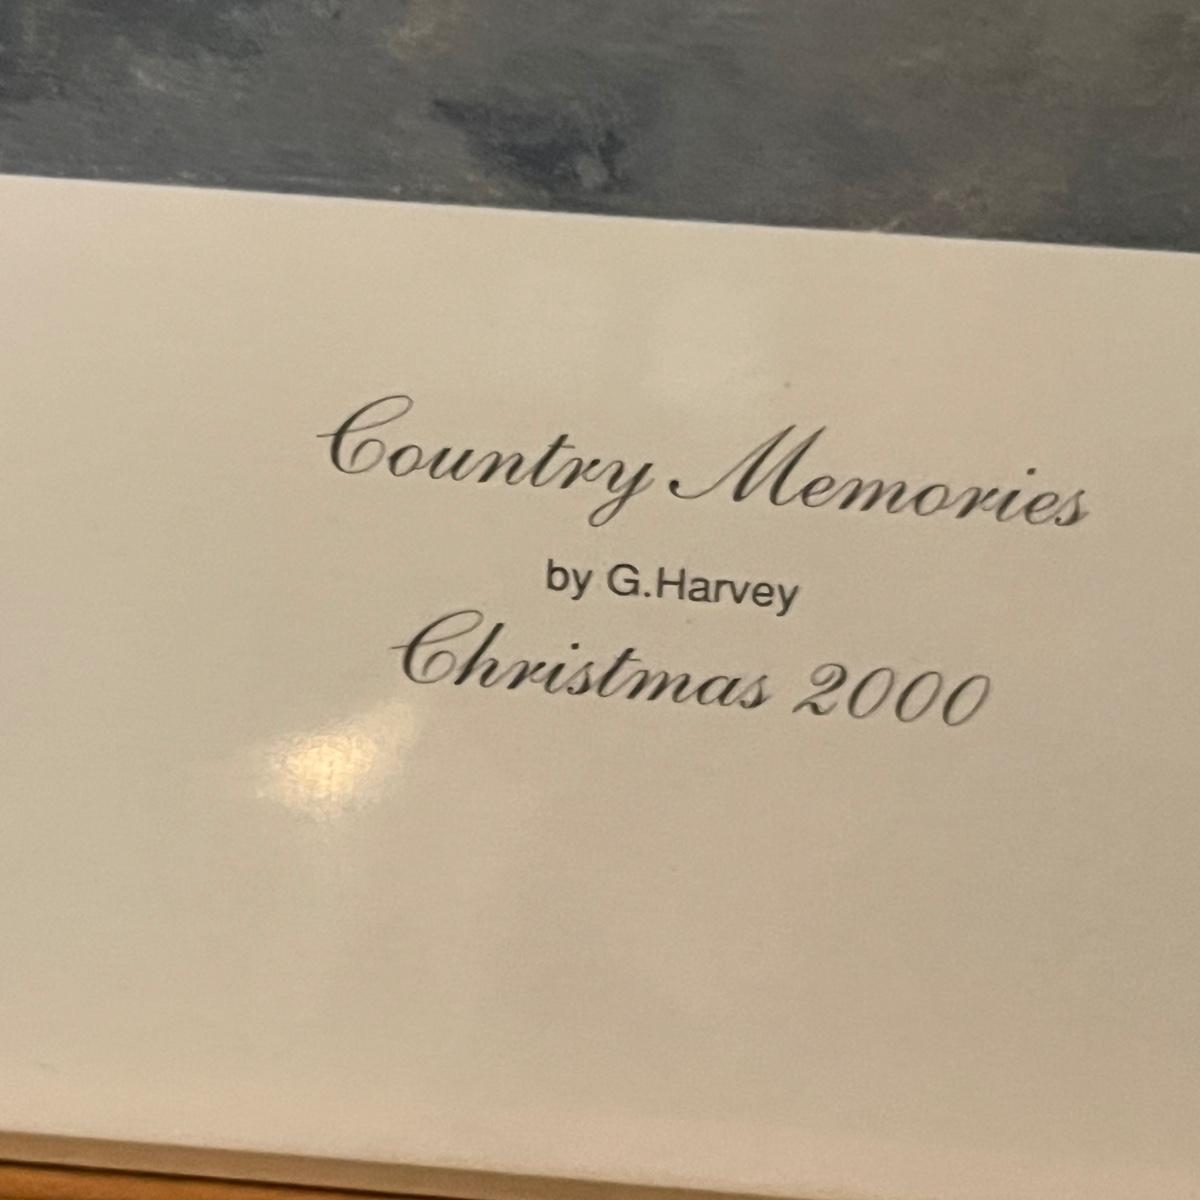 Country Memories
by G.Harvey
Christmas 2000